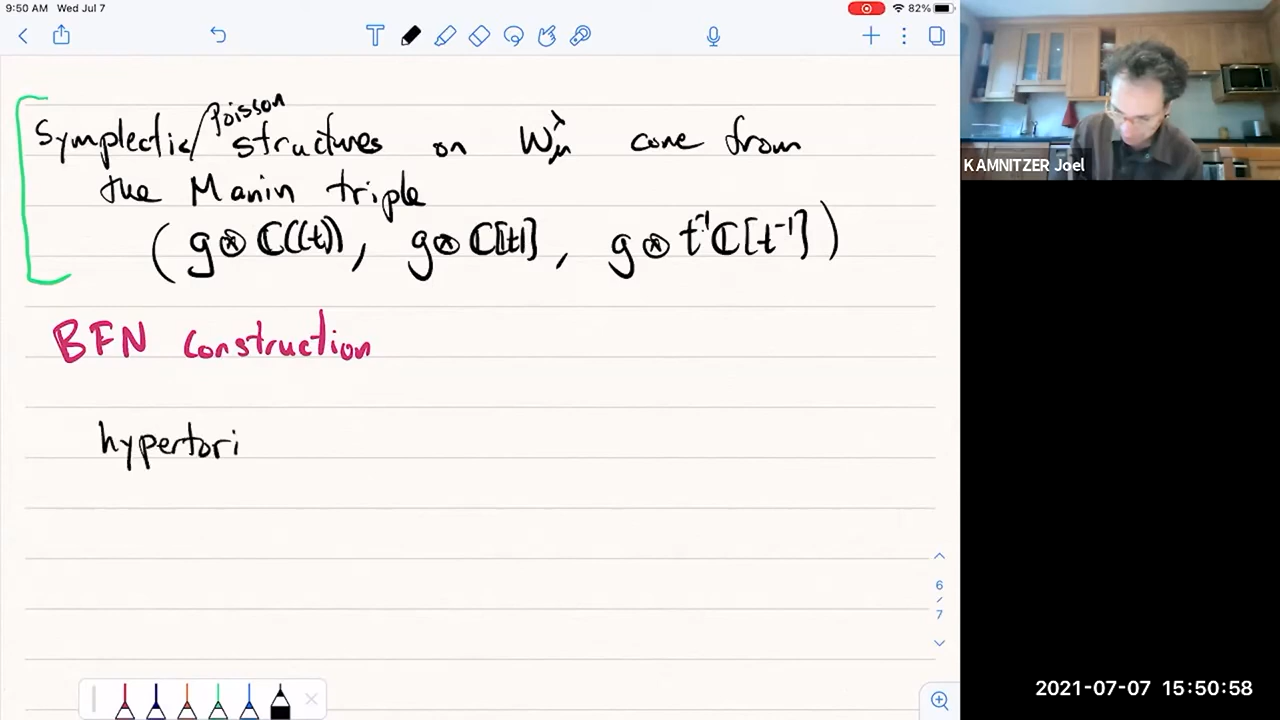 9:50 AM Wed Jul 7
82%
Symplectic/Poisson structures on W^λ_μ come from
the Manin triple
(g⊗ℂ((t)), g⊗ℂ[t], g⊗t⁻¹ℂ[t⁻¹])
BFN construction
hypertori
KAMNITZER Joel
6
/
7
2021-07-07 15:50:58